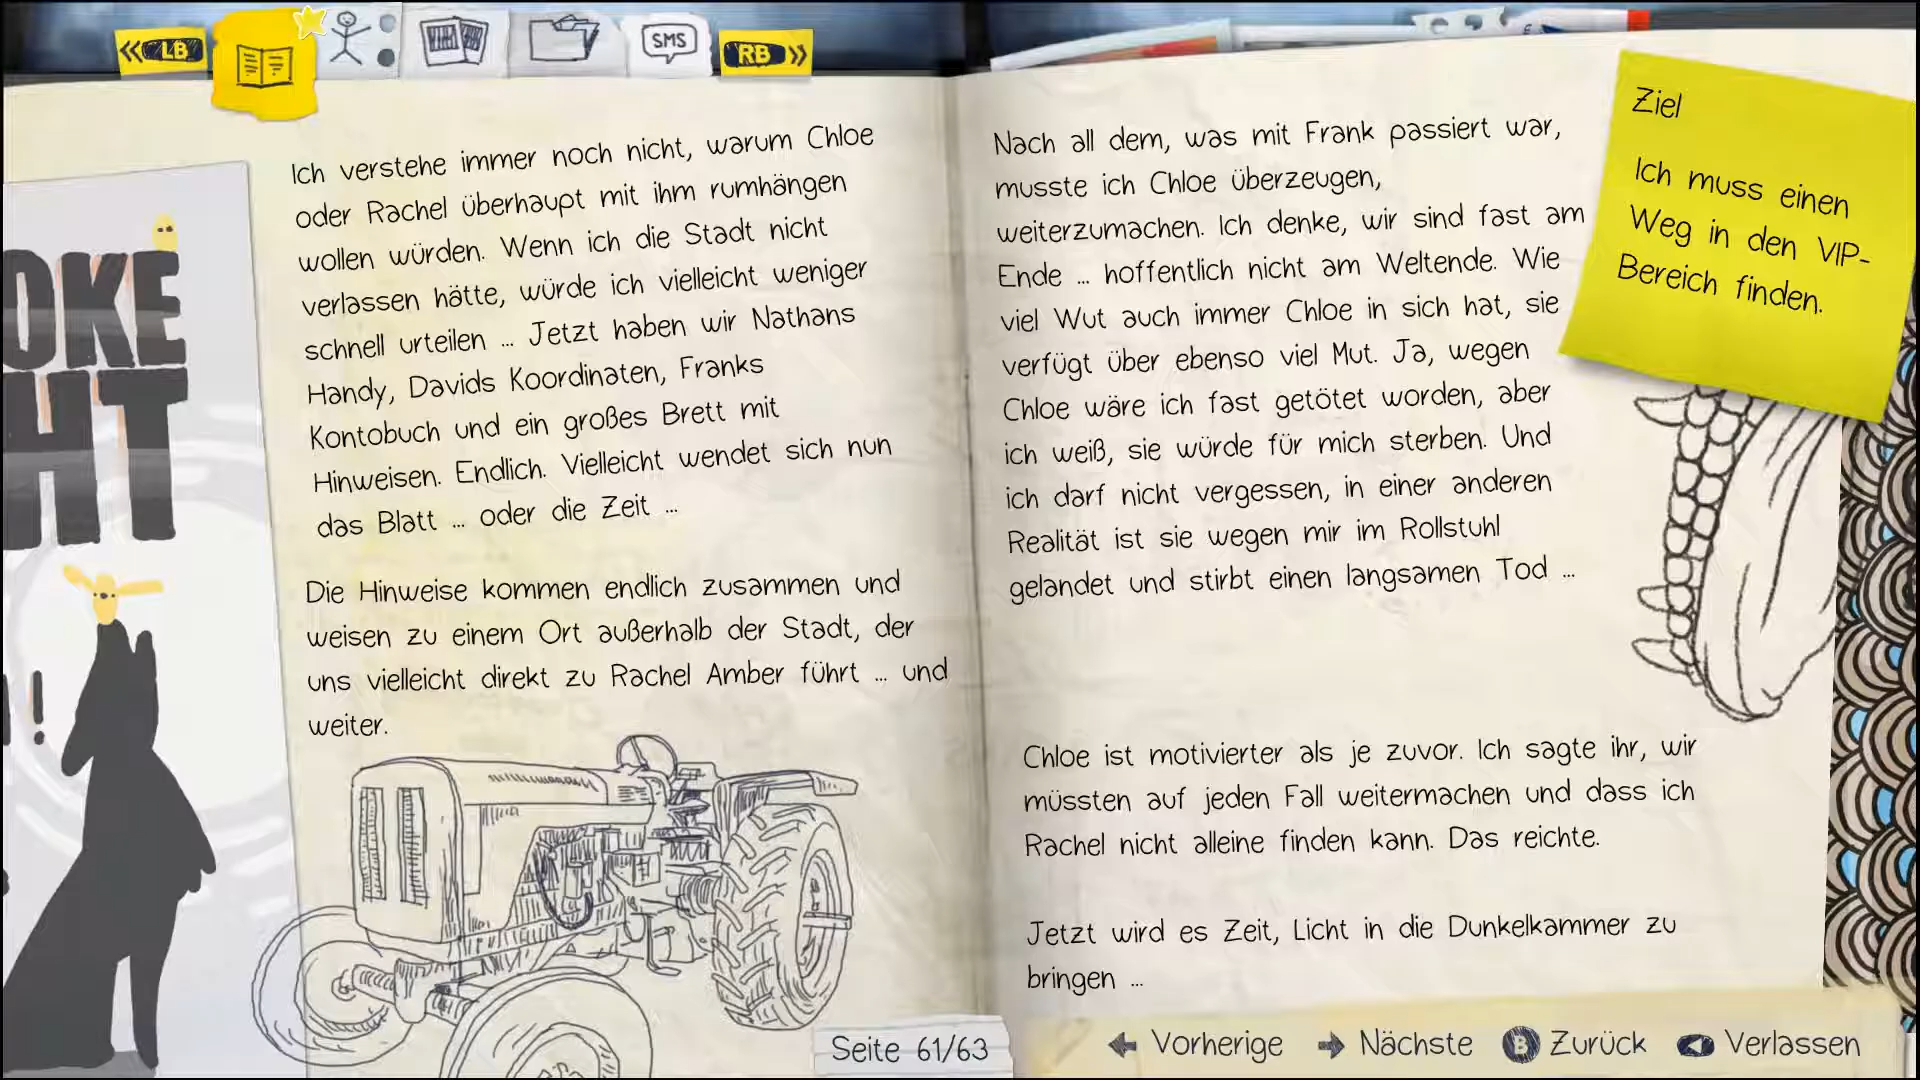 LB
SMS
RB
OKE
HT
!
Ich verstehe immer noch nicht, warum Chloe
oder Rachel überhaupt mit ihm rumhängen
wollen würden. Wenn ich die Stadt nicht
verlassen hätte, würde ich vielleicht weniger
schnell urteilen ... Jetzt haben wir Nathans
Handy, Davids Koordinaten, Franks
Kontobuch und ein großes Brett mit
Hinweisen. Endlich. Vielleicht wendet sich nun
das Blatt ... oder die Zeit ...
Die Hinweise kommen endlich zusammen und
weisen zu einem Ort außerhalb der Stadt, der
uns vielleicht direkt zu Rachel Amber führt ... und
weiter.
Nach all dem, was mit Frank passiert war,
musste ich Chloe überzeugen,
weiterzumachen. Ich denke, wir sind fast am
Ende ... hoffentlich nicht am Weltende. Wie
viel Wut auch immer Chloe in sich hat, sie
verfügt über ebenso viel Mut. Ja, wegen
Chloe wäre ich fast getötet worden, aber
ich weiß, sie würde für mich sterben. Und
ich darf nicht vergessen, in einer anderen
Realität ist sie wegen mir im Rollstuhl
gelandet und stirbt einen langsamen Tod ...
Chloe ist motivierter als je zuvor. Ich sagte ihr, wir
müssten auf jeden Fall weitermachen und dass ich
Rachel nicht alleine finden kann. Das reichte.
Jetzt wird es Zeit, Licht in die Dunkelkammer zu
bringen ...
Ziel
Ich muss einen
Weg in den VIP-
Bereich finden.
Seite 61/63
Vorherige
Nächste
B Zurück
Verlassen